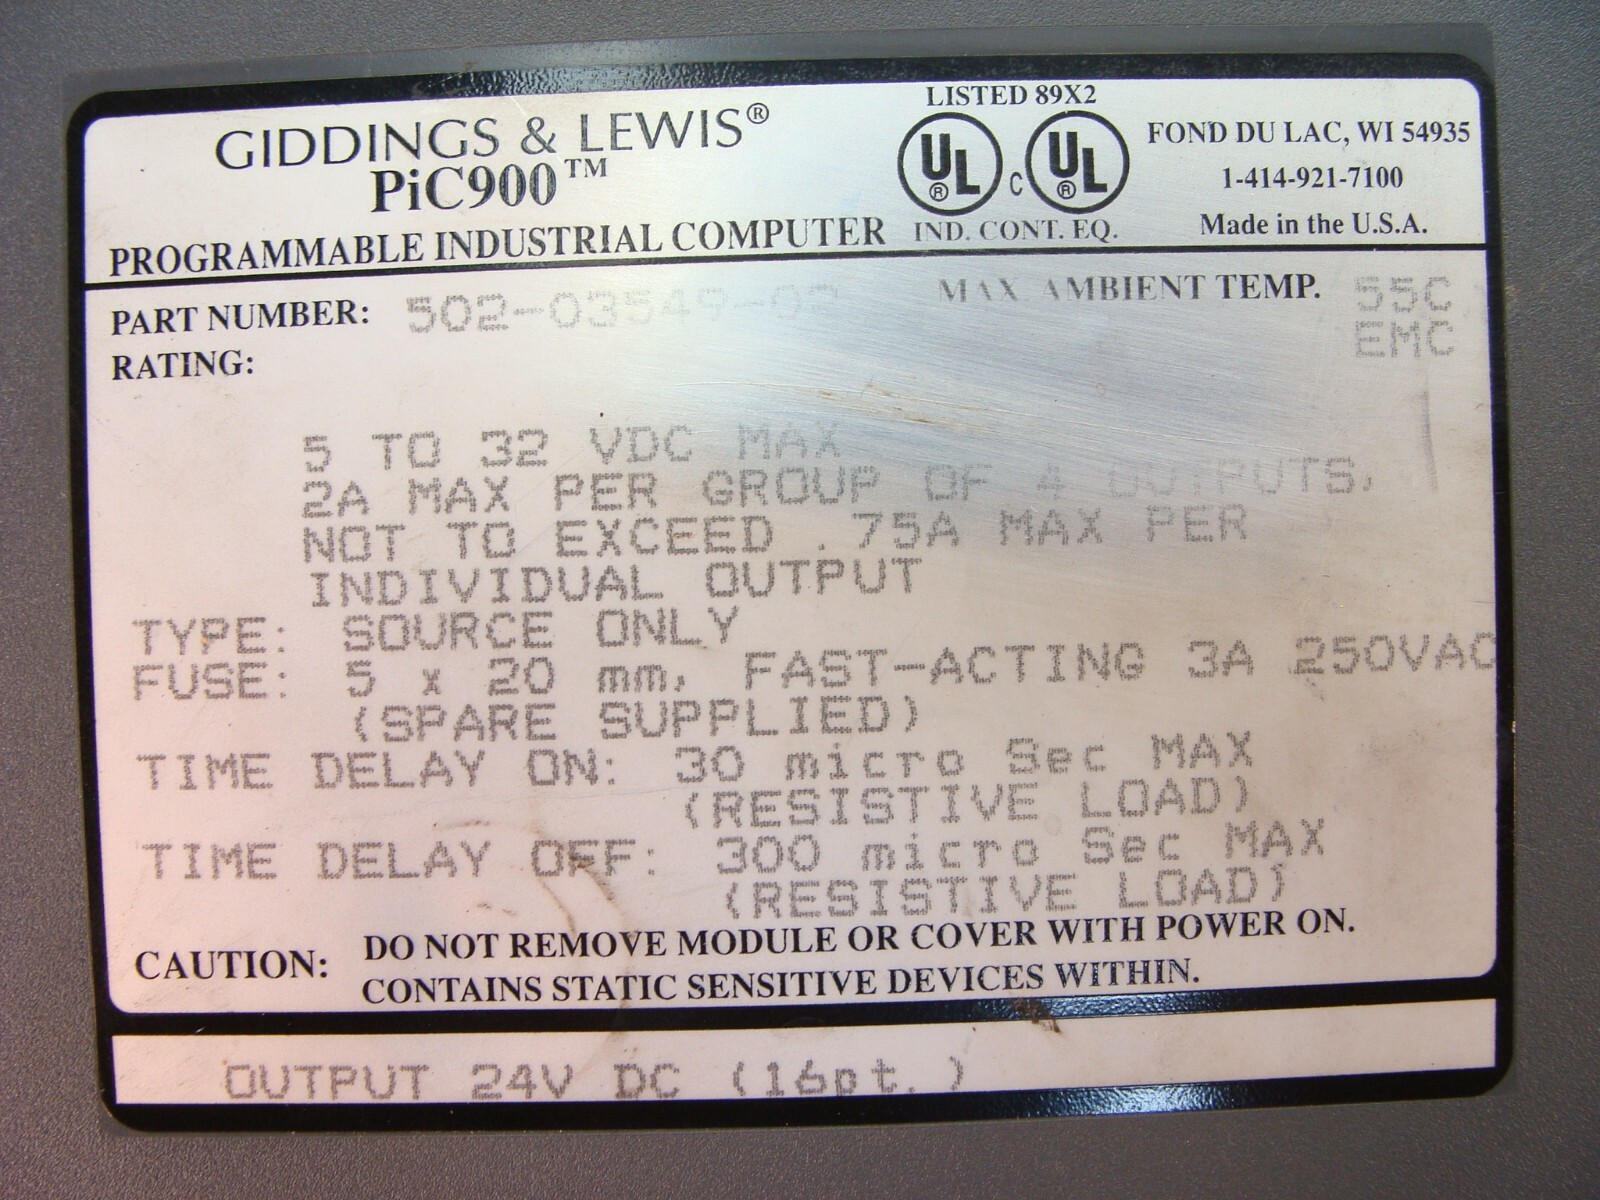 GIDDINGS & LEWIS®
PiC900™
PROGRAMMABLE INDUSTRIAL COMPUTER
LISTED 89X2
UL ® C UL ®
IND. CONT. EQ.
FOND DU LAC, WI 54935
1-414-921-7100
Made in the U.S.A.
PART NUMBER:
MAX AMBIENT TEMP. 55C
EMC
RATING:
5 TO 32 VDC MAX
2A MAX PER GROUP OF 4 OUTPUTS,
NOT TO EXCEED .75A MAX PER
INDIVIDUAL OUTPUT
TYPE: SOURCE ONLY
FUSE: 5 x 20 mm, FAST-ACTING 3A 250VAC
(SPARE SUPPLIED)
TIME DELAY ON: 30 micro Sec MAX
(RESISTIVE LOAD)
TIME DELAY OFF: 300 micro Sec MAX
(RESISTIVE LOAD)
CAUTION: DO NOT REMOVE MODULE OR COVER WITH POWER ON.
CONTAINS STATIC SENSITIVE DEVICES WITHIN.
OUTPUT 24V DC (16pt.)